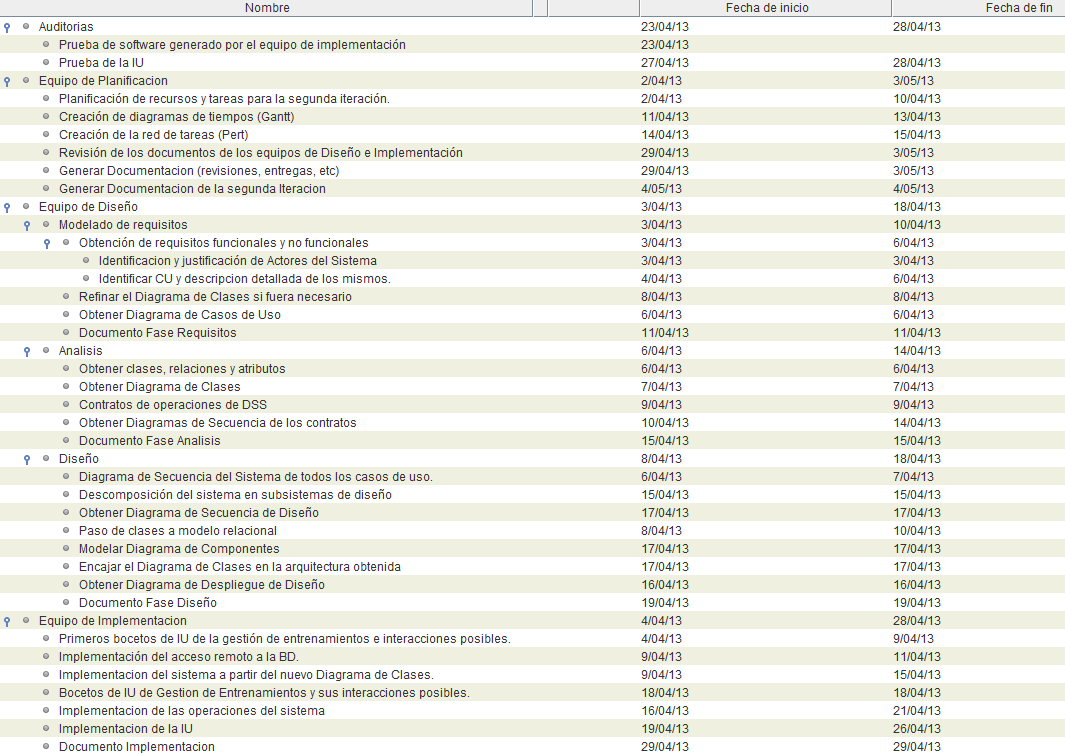 Nombre Fecha de inicio Fecha de fin
Auditorias 23/04/13 28/04/13
Prueba de software generado por el equipo de implementación 23/04/13
Prueba de la IU 27/04/13 28/04/13
Equipo de Planificacion 2/04/13 3/05/13
Planificación de recursos y tareas para la segunda iteración. 2/04/13 10/04/13
Creación de diagramas de tiempos (Gantt) 11/04/13 13/04/13
Creación de la red de tareas (Pert) 14/04/13 15/04/13
Revisión de los documentos de los equipos de Diseño e Implementación 29/04/13 3/05/13
Generar Documentacion (revisiones, entregas, etc) 29/04/13 3/05/13
Generar Documentacion de la segunda Iteracion 4/05/13 4/05/13
Equipo de Diseño 3/04/13 18/04/13
Modelado de requisitos 3/04/13 10/04/13
Obtención de requisitos funcionales y no funcionales 3/04/13 6/04/13
Identificacion y justificación de Actores del Sistema 3/04/13 3/04/13
Identificar CU y descripcion detallada de los mismos. 4/04/13 6/04/13
Refinar el Diagrama de Clases si fuera necesario 8/04/13 8/04/13
Obtener Diagrama de Casos de Uso 6/04/13 6/04/13
Documento Fase Requisitos 11/04/13 11/04/13
Analisis 6/04/13 14/04/13
Obtener clases, relaciones y atributos 6/04/13 6/04/13
Obtener Diagrama de Clases 7/04/13 7/04/13
Contratos de operaciones de DSS 9/04/13 9/04/13
Obtener Diagramas de Secuencia de los contratos 10/04/13 14/04/13
Documento Fase Analisis 15/04/13 15/04/13
Diseño 8/04/13 18/04/13
Diagrama de Secuencia del Sistema de todos los casos de uso. 6/04/13 7/04/13
Descomposición del sistema en subsistemas de diseño 15/04/13 15/04/13
Obtener Diagrama de Secuencia de Diseño 17/04/13 17/04/13
Paso de clases a modelo relacional 8/04/13 10/04/13
Modelar Diagrama de Componentes 17/04/13 17/04/13
Encajar el Diagrama de Clases en la arquitectura obtenida 17/04/13 17/04/13
Obtener Diagrama de Despliegue de Diseño 16/04/13 16/04/13
Documento Fase Diseño 19/04/13 19/04/13
Equipo de Implementacion 4/04/13 28/04/13
Primeros bocetos de IU de la gestión de entrenamientos e interacciones posibles. 4/04/13 9/04/13
Implementación del acceso remoto a la BD. 9/04/13 11/04/13
Implementacion del sistema a partir del nuevo Diagrama de Clases. 9/04/13 15/04/13
Bocetos de IU de Gestion de Entrenamientos y sus interacciones posibles. 18/04/13 18/04/13
Implementacion de las operaciones del sistema 16/04/13 21/04/13
Implementacion de la IU 19/04/13 26/04/13
Documento Implementacion 29/04/13 29/04/13